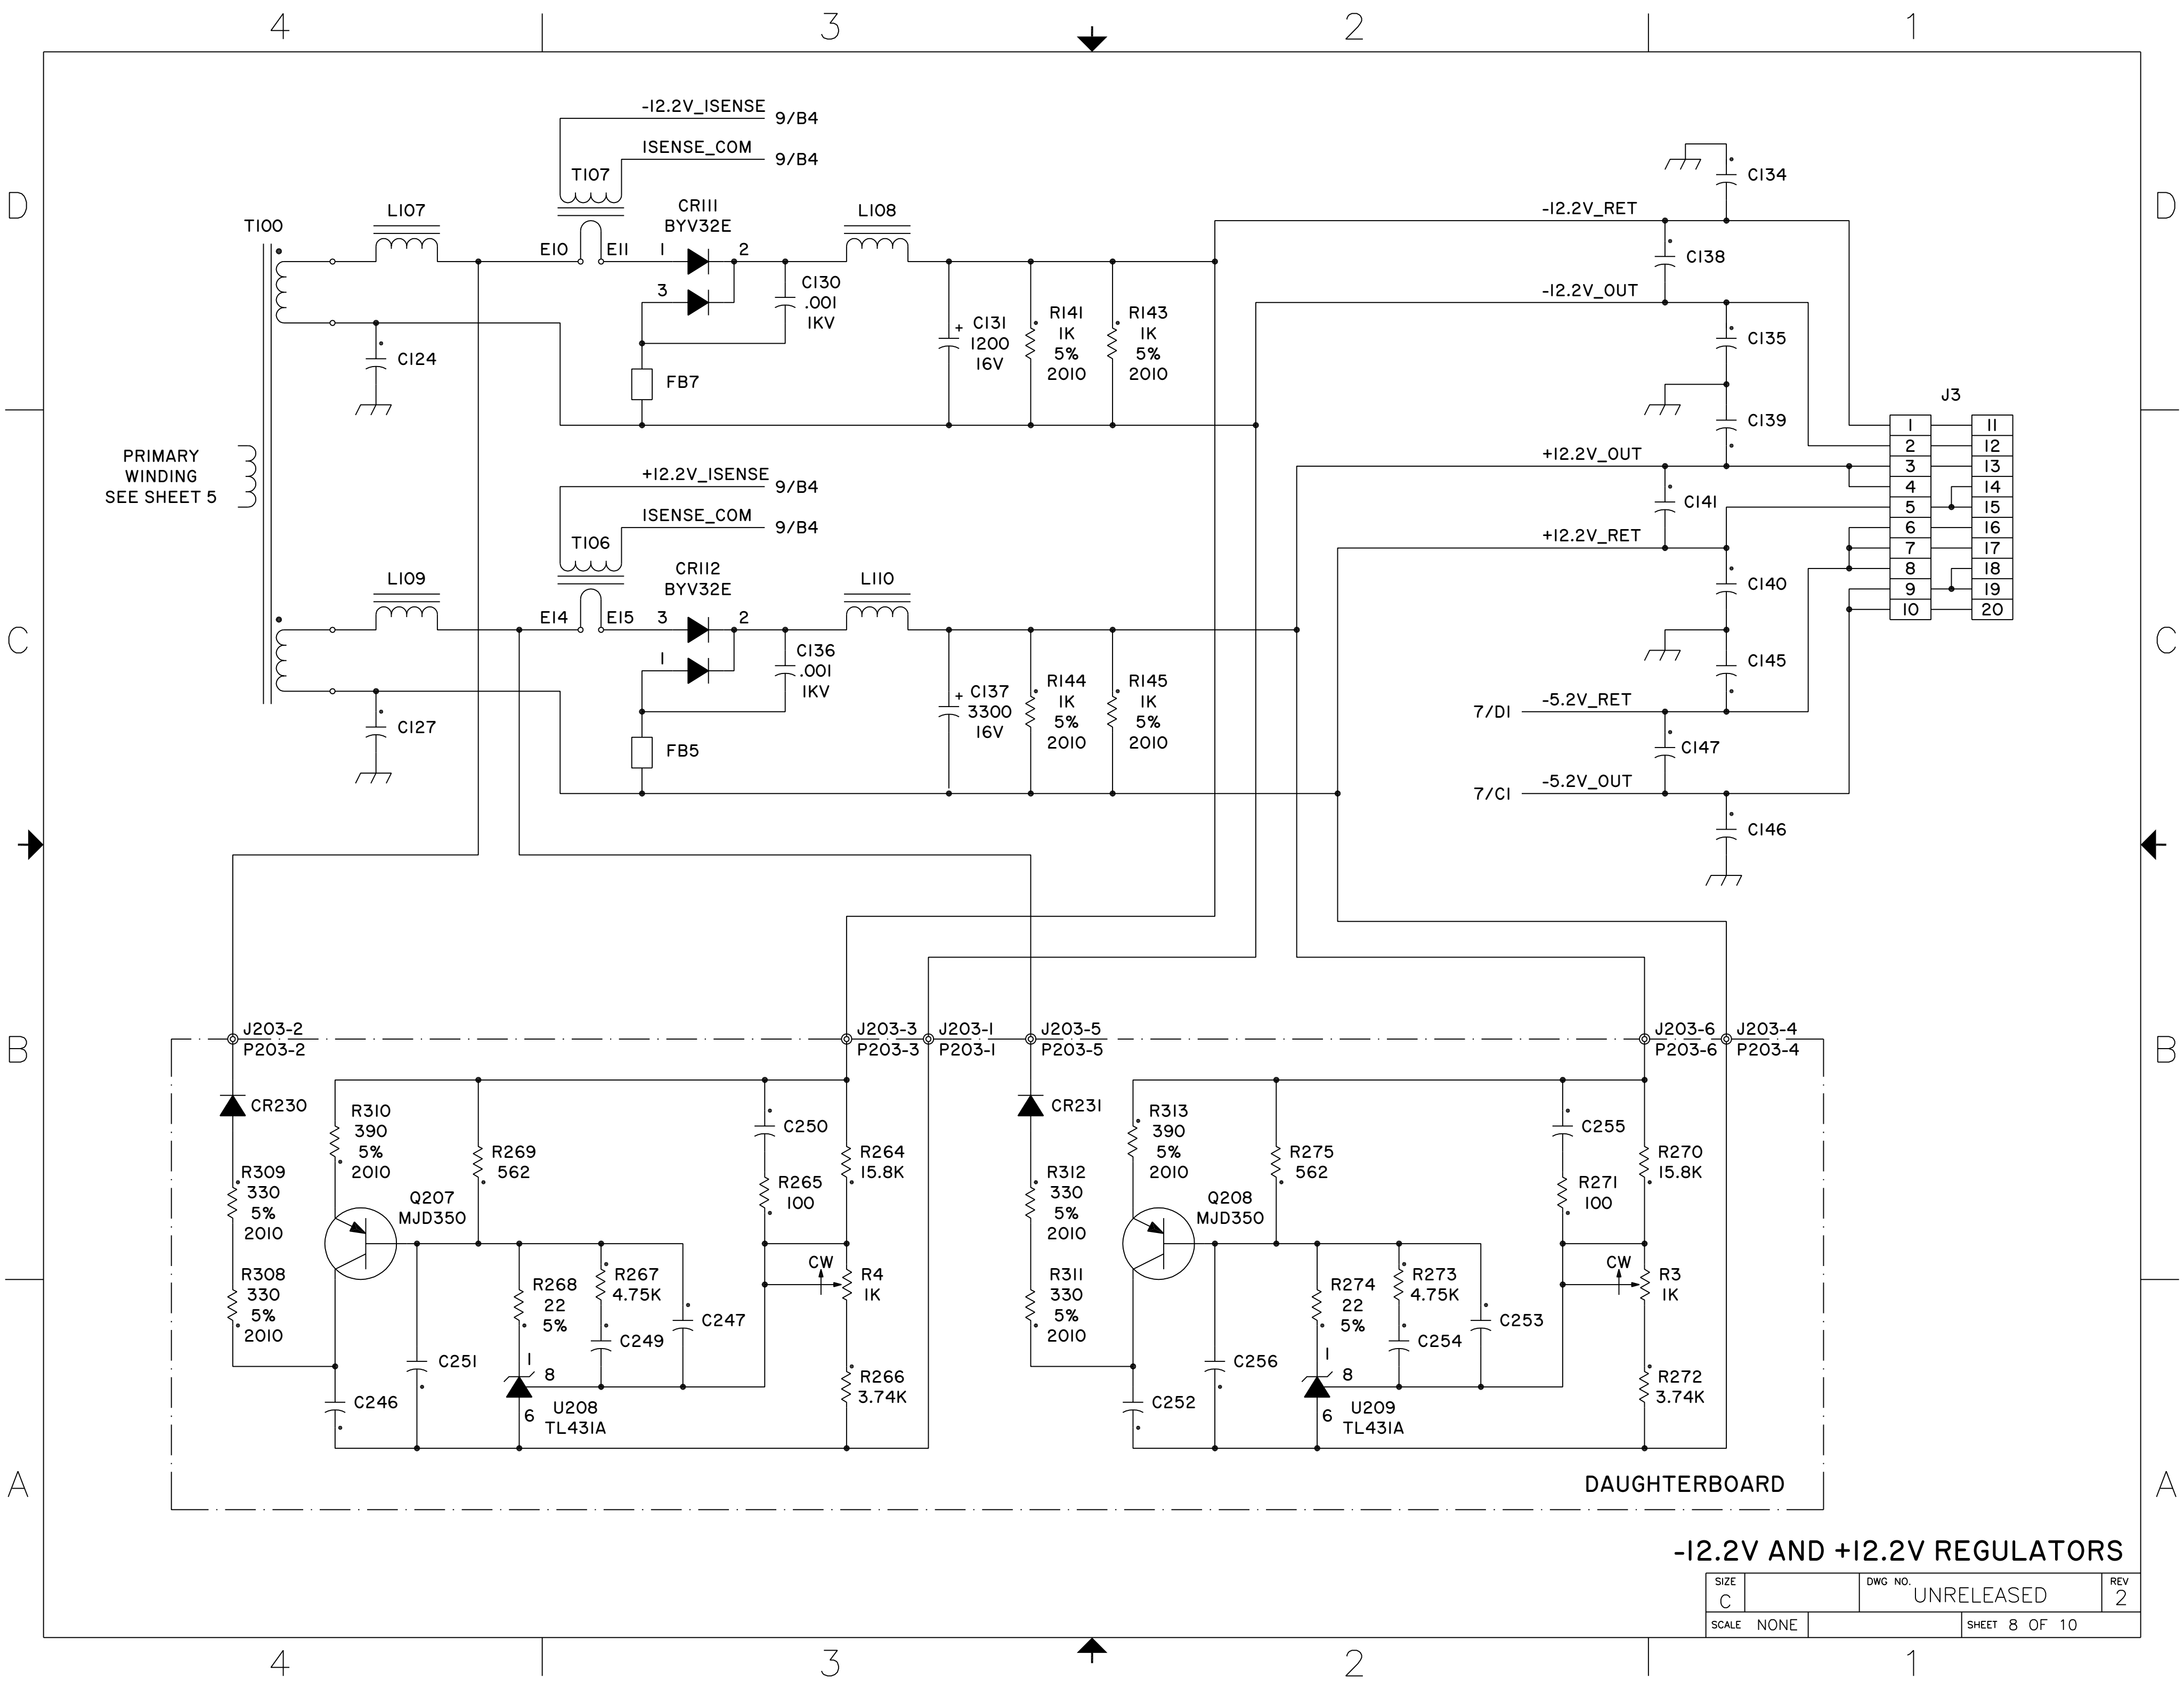 4 3 2 1
-12.2V_ISENSE
9/B4
ISENSE_COM
9/B4
T107
C134
D
D
T100
L107
CR111
BYV32E
L108
-12.2V_RET
E10
E11
1
2
C138
3
C130
.001
1KV
-12.2V_OUT
C124
+
C131
1200
16V
R141
1K
5%
2010
R143
1K
5%
2010
C135
FB7
J3
C139
PRIMARY
WINDING
SEE SHEET 5
+12.2V_ISENSE
9/B4
ISENSE_COM
9/B4
T106
+12.2V_OUT
C141
+12.2V_RET
1 11
2 12
3 13
4 14
5 15
6 16
7 17
8 18
9 19
10 20
L109
CR112
BYV32E
L110
C140
C
C
E14
E15
3
2
1
C136
.001
1KV
C145
C127
+
C137
3300
16V
R144
1K
5%
2010
R145
1K
5%
2010
7/D1
-5.2V_RET
FB5
C147
7/C1
-5.2V_OUT
C146
B
B
J203-2
P203-2
J203-3
P203-3
J203-1
P203-1
J203-5
P203-5
J203-6
P203-6
J203-4
P203-4
CR230
R310
390
5%
2010
C250
R269
562
R264
15.8K
R309
330
5%
2010
R265
100
Q207
MJD350
CW
R4
1K
R308
330
5%
2010
R268
22
5%
R267
4.75K
C247
C249
C251
1
8
6
U208
TL431A
C246
R266
3.74K
CR231
R313
390
5%
2010
C255
R275
562
R270
15.8K
R312
330
5%
2010
R271
100
Q208
MJD350
CW
R3
1K
R311
330
5%
2010
R274
22
5%
R273
4.75K
C253
C254
C256
1
8
6
U209
TL431A
C252
R272
3.74K
A
A
DAUGHTERBOARD
-12.2V AND +12.2V REGULATORS
SIZE
C
DWG NO.
UNRELEASED
REV
2
SCALE NONE
SHEET 8 OF 10
4 3 2 1